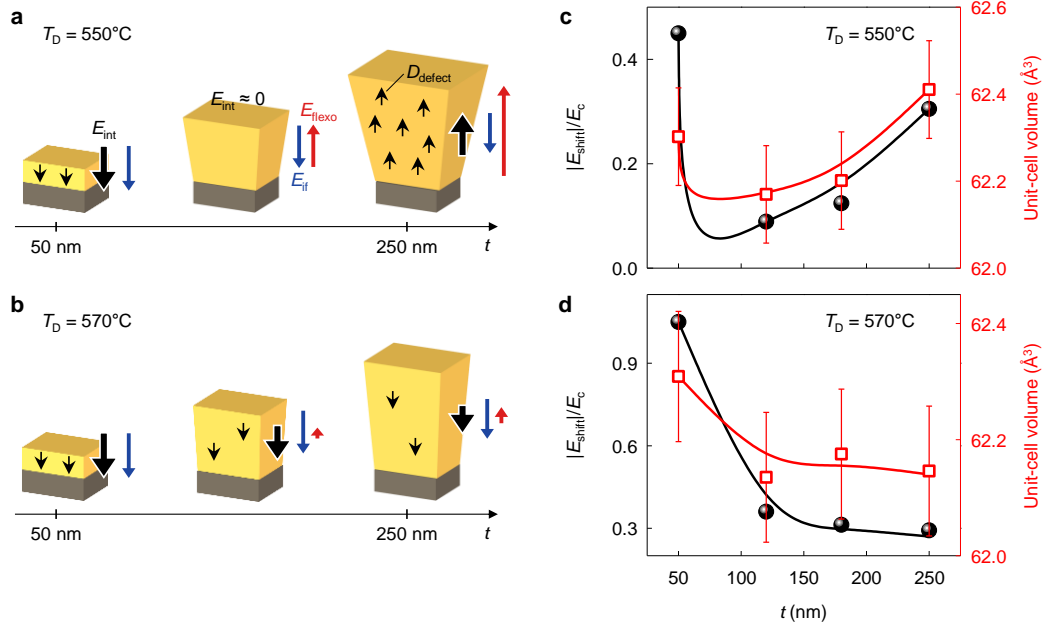 a
T_D = 550°C
E_int
E_int ≈ 0
E_flexo
E_if
D_defect
50 nm
250 nm
t
b
T_D = 570°C
50 nm
250 nm
t
c
T_D = 550°C
|E_shift|/E_c
0.4
0.2
0.0
62.6
62.4
62.2
62.0
Unit-cell volume (Å³)
d
T_D = 570°C
|E_shift|/E_c
0.9
0.6
0.3
62.4
62.2
62.0
Unit-cell volume (Å³)
50
100
150
200
250
t (nm)